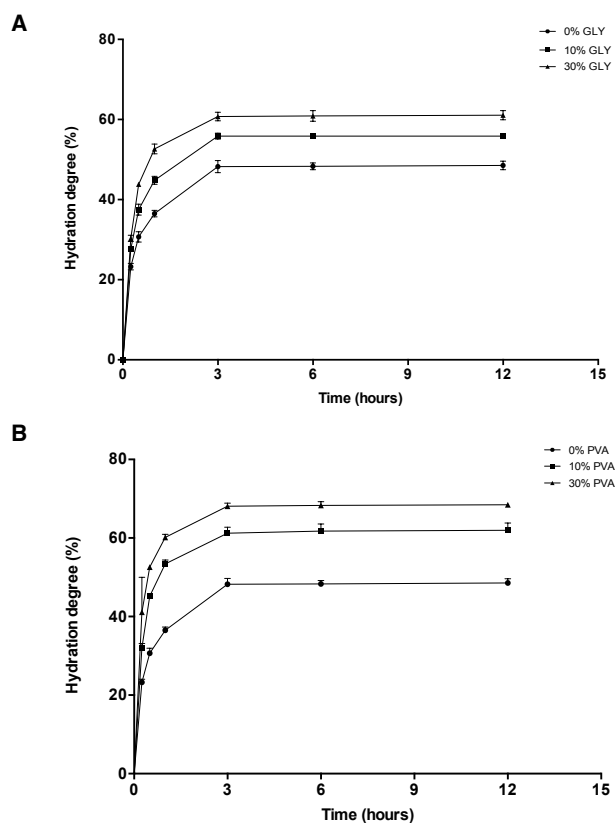 A
0% GLY
10% GLY
30% GLY
80
60
40
20
0
Hydration degree (%)
0 3 6 9 12 15
Time (hours)
B
0% PVA
10% PVA
30% PVA
80
60
40
20
0
Hydration degree (%)
0 3 6 9 12 15
Time (hours)